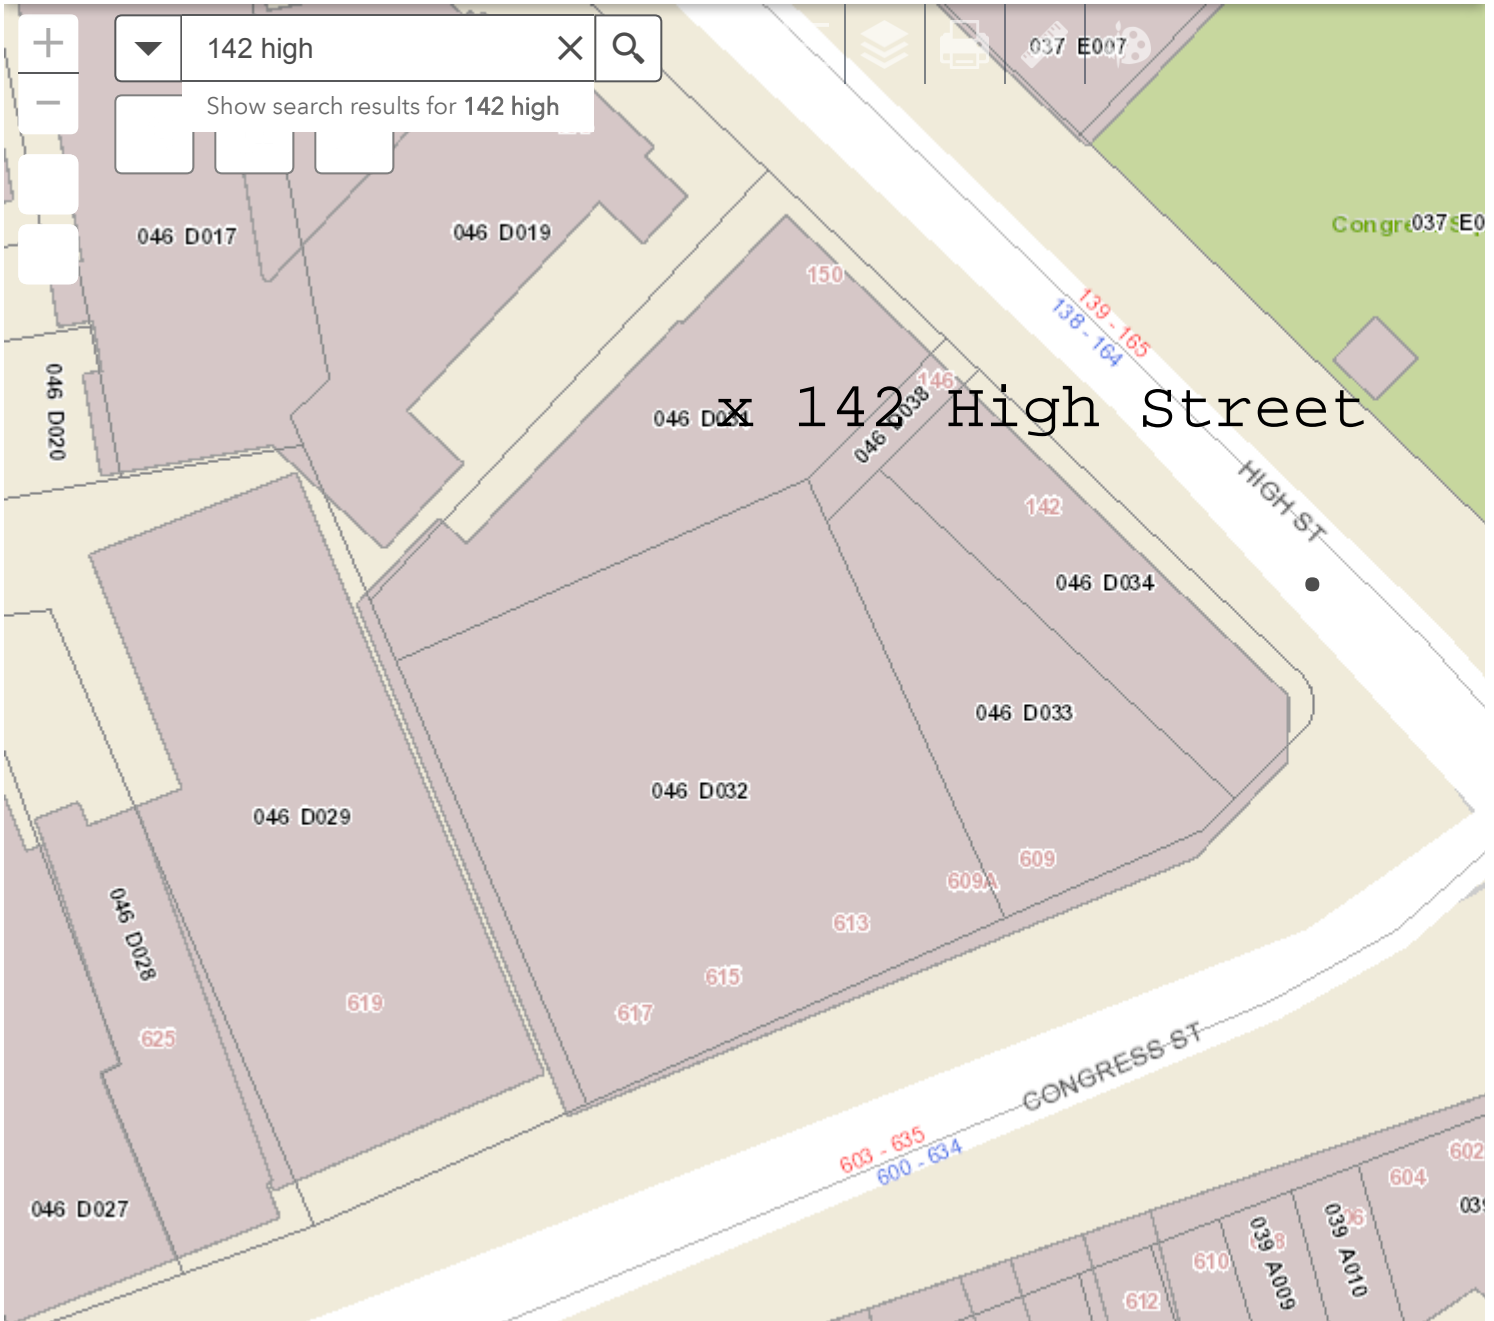 142 high
Show search results for 142 high
037 E007
046 D017
046 D019
150
139 - 165
138 - 164
046 D020
146
046 D038
x 142 High Street
HIGH ST
142
046 D034
046 D033
046 D032
046 D029
609
609A
613
046 D028
615
617
619
625
CONGRESS ST
603 - 635
600 - 634
046 D027
602
604
610
039 A009
039 A010
612